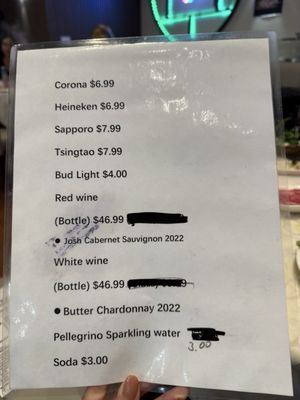 Corona $6.99
Heineken $6.99
Sapporo $7.99
Tsingtao $7.99
Bud Light $4.00
Red wine
(Bottle) $46.99
● Josh Cabernet Sauvignon 2022
White wine
(Bottle) $46.99
● Butter Chardonnay 2022
Pellegrino Sparkling water
3.00
Soda $3.00